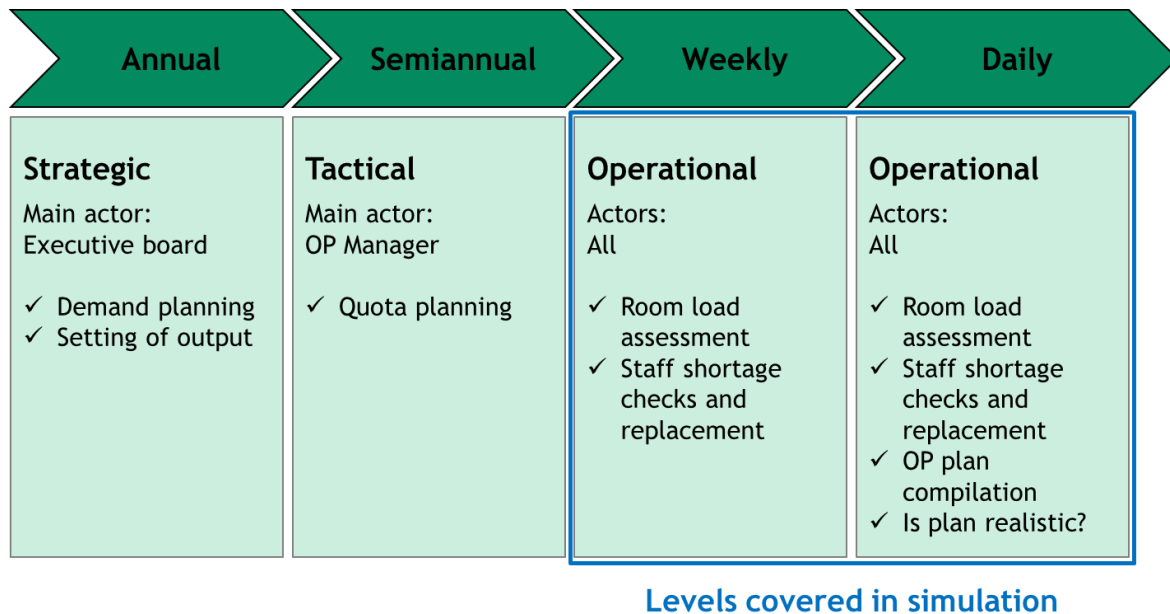 Annual
Semiannual
Weekly
Daily
Strategic
Main actor:
Executive board
✓ Demand planning
✓ Setting of output
Tactical
Main actor:
OP Manager
✓ Quota planning
Operational
Actors:
All
✓ Room load
assessment
✓ Staff shortage
checks and
replacement
Operational
Actors:
All
✓ Room load
assessment
✓ Staff shortage
checks and
replacement
✓ OP plan
compilation
✓ Is plan realistic?
Levels covered in simulation